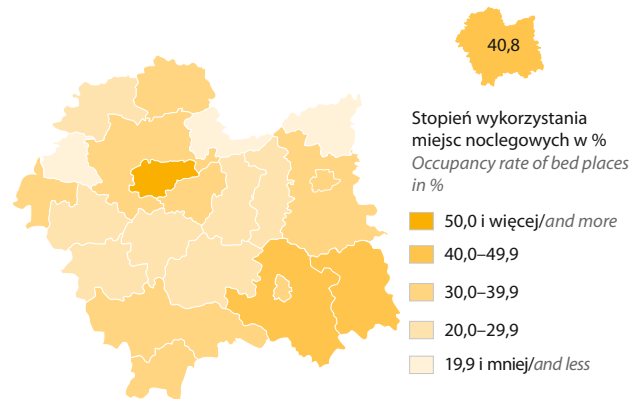 40,8
Stopień wykorzystania
miejsc noclegowych w %
Occupancy rate of bed places
in %
50,0 i więcej/and more
40,0–49,9
30,0–39,9
20,0–29,9
19,9 i mniej/and less